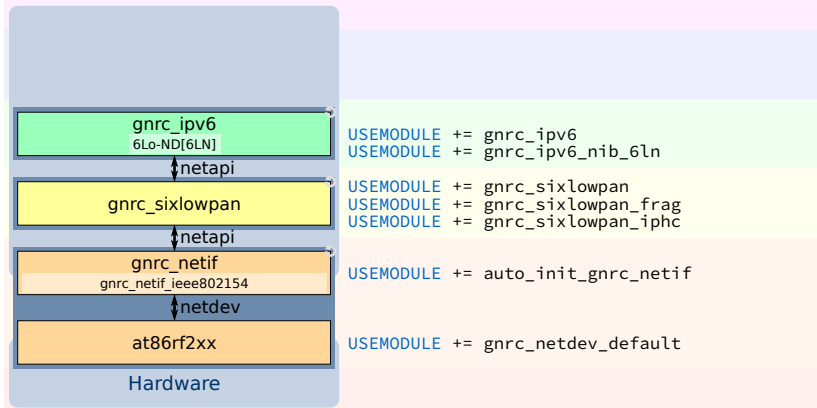 gnrc_ipv6
6Lo-ND[6LN]
USEMODULE += gnrc_ipv6
USEMODULE += gnrc_ipv6_nib_6ln
netapi
gnrc_sixlowpan
USEMODULE += gnrc_sixlowpan
USEMODULE += gnrc_sixlowpan_frag
USEMODULE += gnrc_sixlowpan_iphc
netapi
gnrc_netif
gnrc_netif_ieee802154
USEMODULE += auto_init_gnrc_netif
netdev
at86rf2xx
USEMODULE += gnrc_netdev_default
Hardware